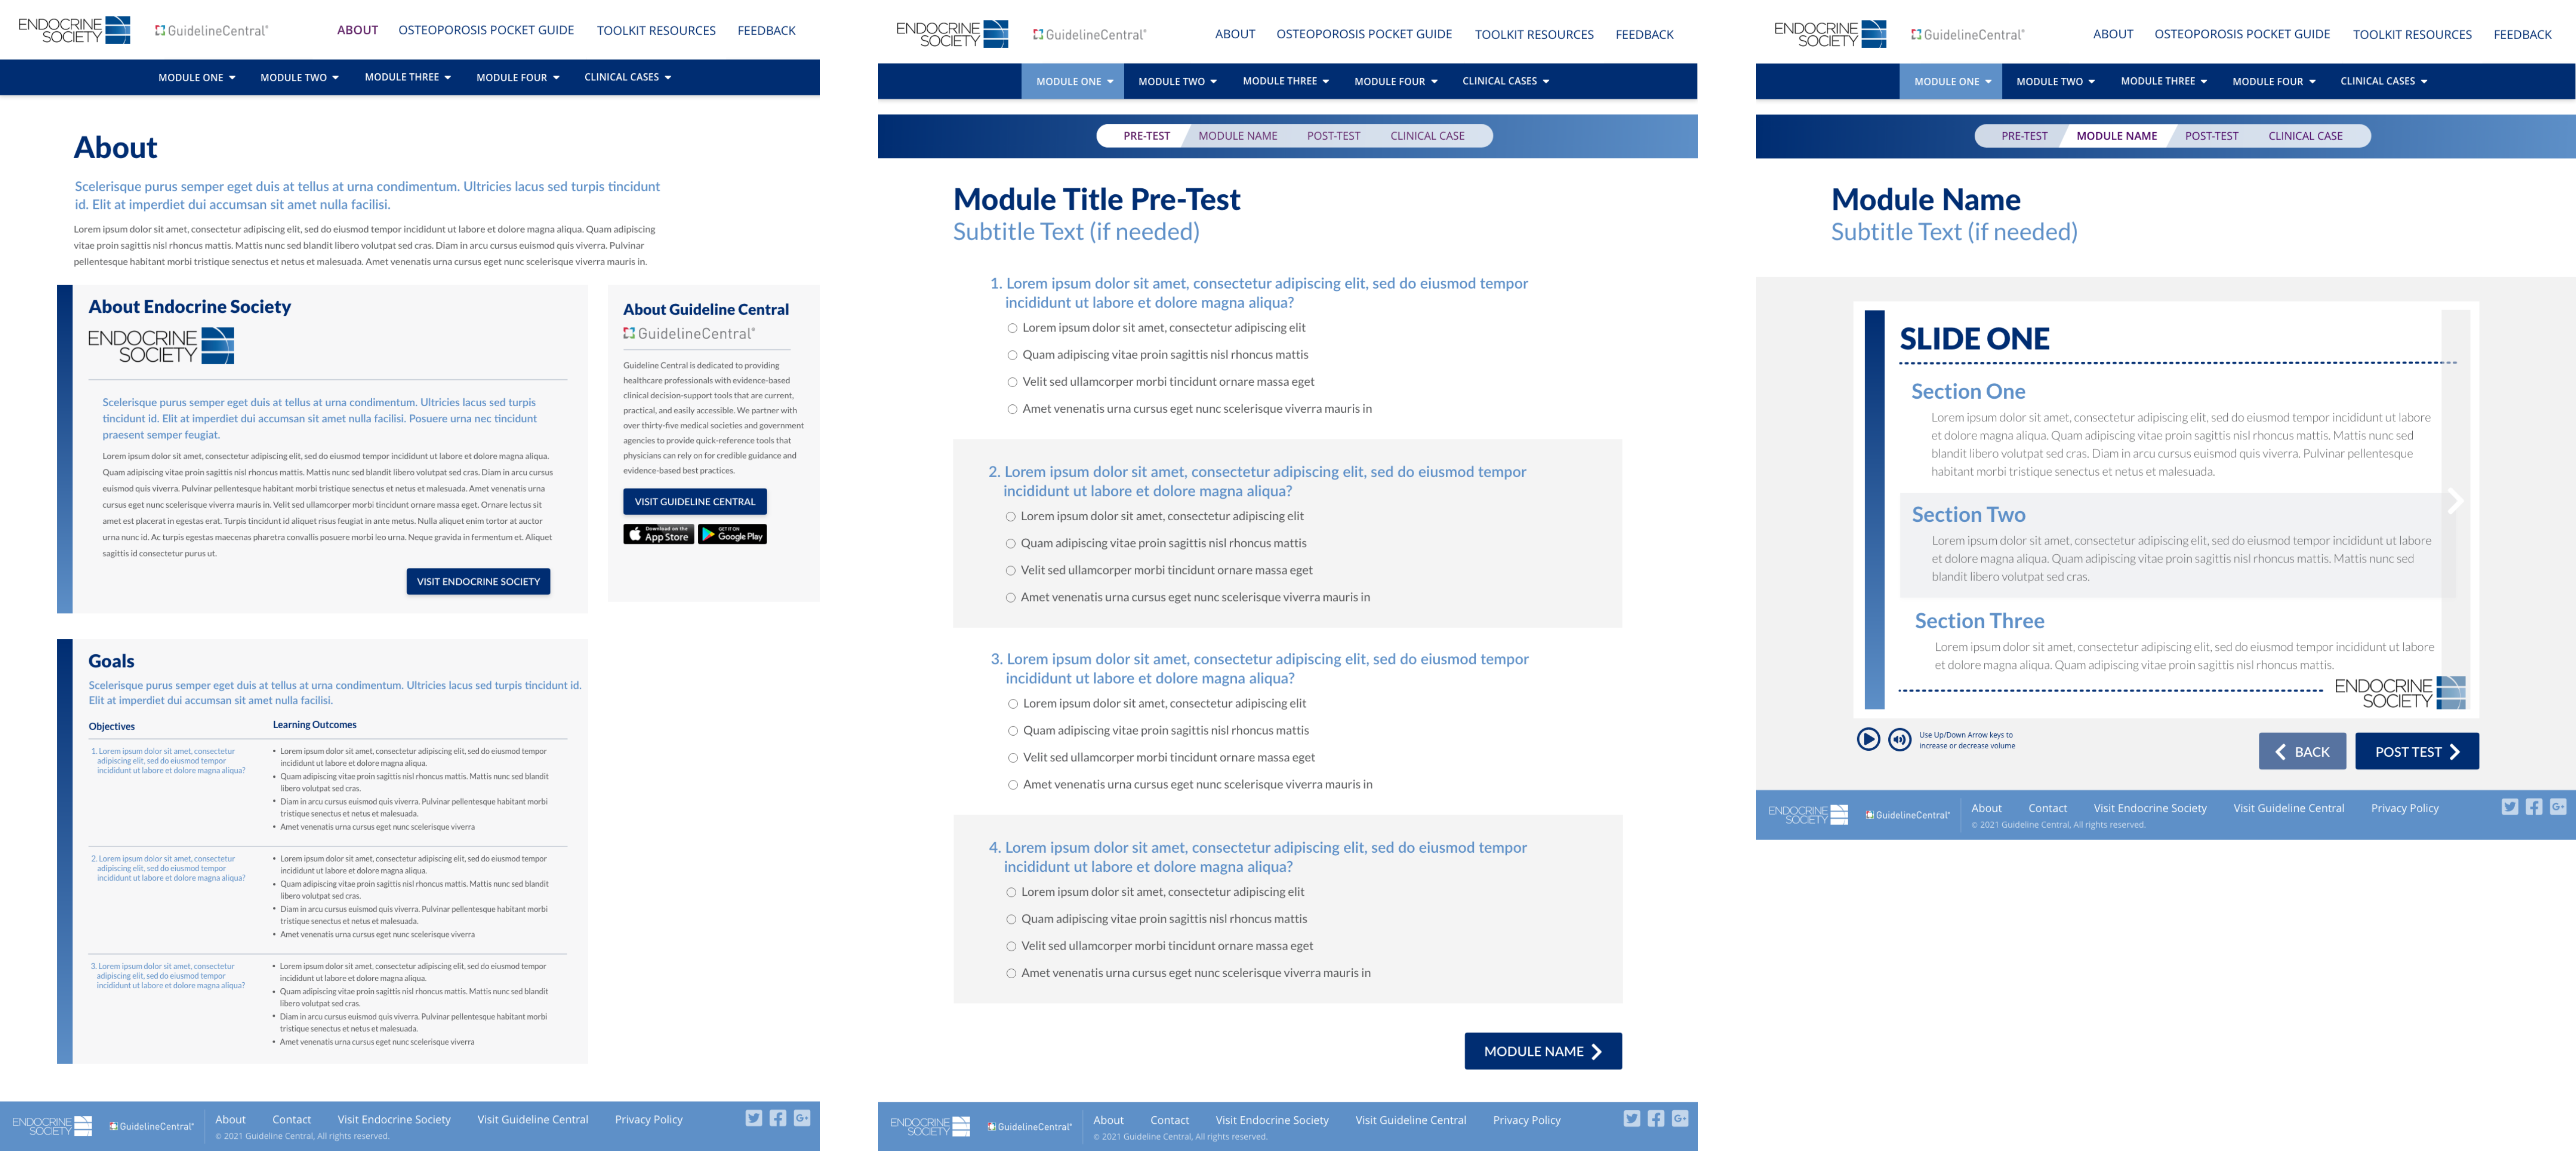 ENDOCRINE
SOCIETY
GuidelineCentral®
ABOUT OSTEOPOROSIS POCKET GUIDE TOOLKIT RESOURCES FEEDBACK
MODULE ONE MODULE TWO MODULE THREE MODULE FOUR CLINICAL CASES
About
Scelerisque purus semper eget duis at tellus at urna condimentum. Ultricies lacus sed turpis tincidunt
id. Elit at imperdiet dui accumsan sit amet nulla facilisi.
Lorem ipsum dolor sit amet, consectetur adipiscing elit, sed do eiusmod tempor incididunt ut labore et dolore magna aliqua. Quam adipiscing
vitae proin sagittis nisl rhoncus mattis. Mattis nunc sed blandit libero volutpat sed cras. Diam in arcu cursus euismod quis viverra. Pulvinar
pellentesque habitant morbi tristique senectus et netus et malesuada. Amet venenatis urna cursus eget nunc scelerisque viverra mauris in.
About Endocrine Society
ENDOCRINE
SOCIETY
Scelerisque purus semper eget duis at tellus at urna condimentum. Ultricies lacus sed turpis
tincidunt id. Elit at imperdiet dui accumsan sit amet nulla facilisi. Posuere urna nec tincidunt
praesent semper feugiat.
Lorem ipsum dolor sit amet, consectetur adipiscing elit, sed do eiusmod tempor incididunt ut labore et dolore magna aliqua.
Quam adipiscing vitae proin sagittis nisl rhoncus mattis. Mattis nunc sed blandit libero volutpat sed cras. Diam in arcu cursus
euismod quis viverra. Pulvinar pellentesque habitant morbi tristique senectus et netus et malesuada. Amet venenatis urna
cursus eget nunc scelerisque viverra mauris in. Velit sed ullamcorper morbi tincidunt ornare massa eget. Ornare lectus sit
amet est placerat in egestas erat. Turpis tincidunt id aliquet risus feugiat in ante metus. Nulla aliquet enim tortor at auctor
urna nunc id. Ac turpis egestas maecenas pharetra convallis posuere morbi leo urna. Neque gravida in fermentum et. Aliquet
sagittis id consectetur purus ut.
VISIT ENDOCRINE SOCIETY
About Guideline Central
GuidelineCentral®
Guideline Central is dedicated to providing
healthcare professionals with evidence-based
clinical decision-support tools that are current,
practical, and easily accessible. We partner with
over thirty-five medical societies and government
agencies to provide quick-reference tools that
physicians can rely on for credible guidance and
evidence-based best practices.
VISIT GUIDELINE CENTRAL
Download on the
App Store
GET IT ON
Google Play
Goals
Scelerisque purus semper eget duis at tellus at urna condimentum. Ultricies lacus sed turpis tincidunt id.
Elit at imperdiet dui accumsan sit amet nulla facilisi.
Objectives Learning Outcomes
1. Lorem ipsum dolor sit amet, consectetur
adipiscing elit, sed do eiusmod tempor
incididunt ut labore et dolore magna aliqua?
• Lorem ipsum dolor sit amet, consectetur adipiscing elit, sed do eiusmod tempor
incididunt ut labore et dolore magna aliqua.
• Quam adipiscing vitae proin sagittis nisl rhoncus mattis. Mattis nunc sed blandit
libero volutpat sed cras.
• Diam in arcu cursus euismod quis viverra. Pulvinar pellentesque habitant morbi
tristique senectus et netus et malesuada.
• Amet venenatis urna cursus eget nunc scelerisque viverra
2. Lorem ipsum dolor sit amet, consectetur
adipiscing elit, sed do eiusmod tempor
incididunt ut labore et dolore magna aliqua?
• Lorem ipsum dolor sit amet, consectetur adipiscing elit, sed do eiusmod tempor
incididunt ut labore et dolore magna aliqua.
• Quam adipiscing vitae proin sagittis nisl rhoncus mattis. Mattis nunc sed blandit
libero volutpat sed cras.
• Diam in arcu cursus euismod quis viverra. Pulvinar pellentesque habitant morbi
tristique senectus et netus et malesuada.
• Amet venenatis urna cursus eget nunc scelerisque viverra
3. Lorem ipsum dolor sit amet, consectetur
adipiscing elit, sed do eiusmod tempor
incididunt ut labore et dolore magna aliqua?
• Lorem ipsum dolor sit amet, consectetur adipiscing elit, sed do eiusmod tempor
incididunt ut labore et dolore magna aliqua.
• Quam adipiscing vitae proin sagittis nisl rhoncus mattis. Mattis nunc sed blandit
libero volutpat sed cras.
• Diam in arcu cursus euismod quis viverra. Pulvinar pellentesque habitant morbi
tristique senectus et netus et malesuada.
• Amet venenatis urna cursus eget nunc scelerisque viverra
ENDOCRINE
SOCIETY
GuidelineCentral®
About Contact Visit Endocrine Society Visit Guideline Central Privacy Policy
© 2021 Guideline Central, All rights reserved.
ENDOCRINE
SOCIETY
GuidelineCentral®
ABOUT OSTEOPOROSIS POCKET GUIDE TOOLKIT RESOURCES FEEDBACK
MODULE ONE MODULE TWO MODULE THREE MODULE FOUR CLINICAL CASES
PRE-TEST MODULE NAME POST-TEST CLINICAL CASE
Module Title Pre-Test
Subtitle Text (if needed)
1. Lorem ipsum dolor sit amet, consectetur adipiscing elit, sed do eiusmod tempor
incididunt ut labore et dolore magna aliqua?
Lorem ipsum dolor sit amet, consectetur adipiscing elit
Quam adipiscing vitae proin sagittis nisl rhoncus mattis
Velit sed ullamcorper morbi tincidunt ornare massa eget
Amet venenatis urna cursus eget nunc scelerisque viverra mauris in
2. Lorem ipsum dolor sit amet, consectetur adipiscing elit, sed do eiusmod tempor
incididunt ut labore et dolore magna aliqua?
Lorem ipsum dolor sit amet, consectetur adipiscing elit
Quam adipiscing vitae proin sagittis nisl rhoncus mattis
Velit sed ullamcorper morbi tincidunt ornare massa eget
Amet venenatis urna cursus eget nunc scelerisque viverra mauris in
3. Lorem ipsum dolor sit amet, consectetur adipiscing elit, sed do eiusmod tempor
incididunt ut labore et dolore magna aliqua?
Lorem ipsum dolor sit amet, consectetur adipiscing elit
Quam adipiscing vitae proin sagittis nisl rhoncus mattis
Velit sed ullamcorper morbi tincidunt ornare massa eget
Amet venenatis urna cursus eget nunc scelerisque viverra mauris in
4. Lorem ipsum dolor sit amet, consectetur adipiscing elit, sed do eiusmod tempor
incididunt ut labore et dolore magna aliqua?
Lorem ipsum dolor sit amet, consectetur adipiscing elit
Quam adipiscing vitae proin sagittis nisl rhoncus mattis
Velit sed ullamcorper morbi tincidunt ornare massa eget
Amet venenatis urna cursus eget nunc scelerisque viverra mauris in
MODULE NAME
ENDOCRINE
SOCIETY
GuidelineCentral®
About Contact Visit Endocrine Society Visit Guideline Central Privacy Policy
© 2021 Guideline Central, All rights reserved.
ENDOCRINE
SOCIETY
GuidelineCentral®
ABOUT OSTEOPOROSIS POCKET GUIDE TOOLKIT RESOURCES FEEDBACK
MODULE ONE MODULE TWO MODULE THREE MODULE FOUR CLINICAL CASES
PRE-TEST MODULE NAME POST-TEST CLINICAL CASE
Module Name
Subtitle Text (if needed)
SLIDE ONE
Section One
Lorem ipsum dolor sit amet, consectetur adipiscing elit, sed do eiusmod tempor incididunt ut labore
et dolore magna aliqua. Quam adipiscing vitae proin sagittis nisl rhoncus mattis. Mattis nunc sed
blandit libero volutpat sed cras. Diam in arcu cursus euismod quis viverra. Pulvinar pellentesque
habitant morbi tristique senectus et netus et malesuada.
Section Two
Lorem ipsum dolor sit amet, consectetur adipiscing elit, sed do eiusmod tempor incididunt ut labore
et dolore magna aliqua. Quam adipiscing vitae proin sagittis nisl rhoncus mattis. Mattis nunc sed
blandit libero volutpat sed cras.
Section Three
Lorem ipsum dolor sit amet, consectetur adipiscing elit, sed do eiusmod tempor incididunt ut labore
et dolore magna aliqua. Quam adipiscing vitae proin sagittis nisl rhoncus mattis.
ENDOCRINE
SOCIETY
Use Up/Down Arrow keys to
increase or decrease volume
BACK POST TEST
ENDOCRINE
SOCIETY
GuidelineCentral®
About Contact Visit Endocrine Society Visit Guideline Central Privacy Policy
© 2021 Guideline Central, All rights reserved.